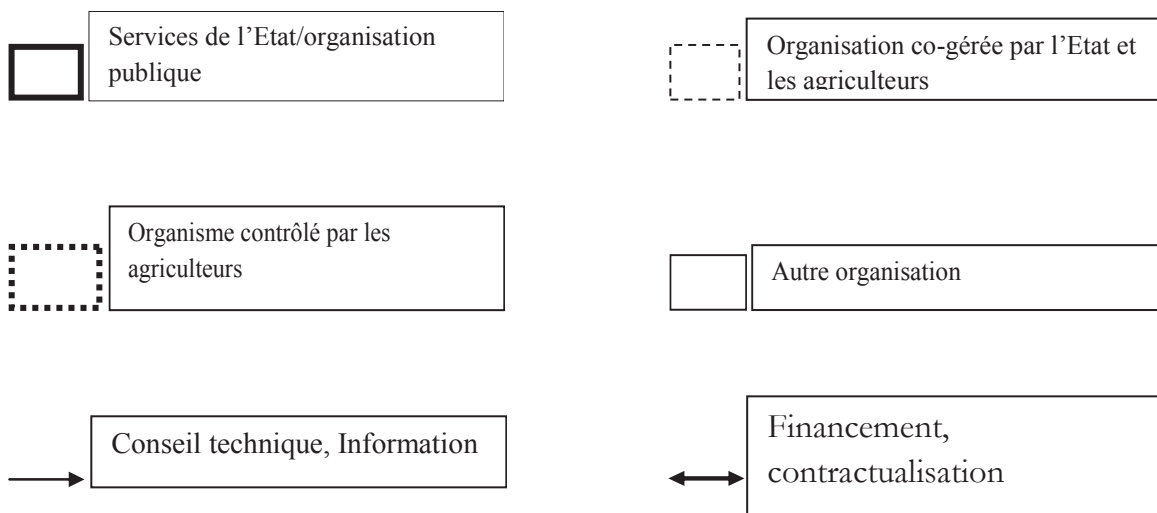 Services de l’Etat/organisation
publique
Organisation co-gérée par l’Etat et
les agriculteurs
Organisme contrôlé par les
agriculteurs
Autre organisation
Conseil technique, Information
Financement,
contractualisation